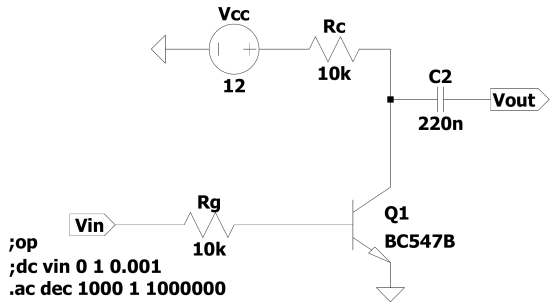 Vcc
Rc
12
10k
C2
Vout
220n
Rg
Vin
10k
Q1
BC547B
;op
;dc vin 0 1 0.001
.ac dec 1000 1 1000000